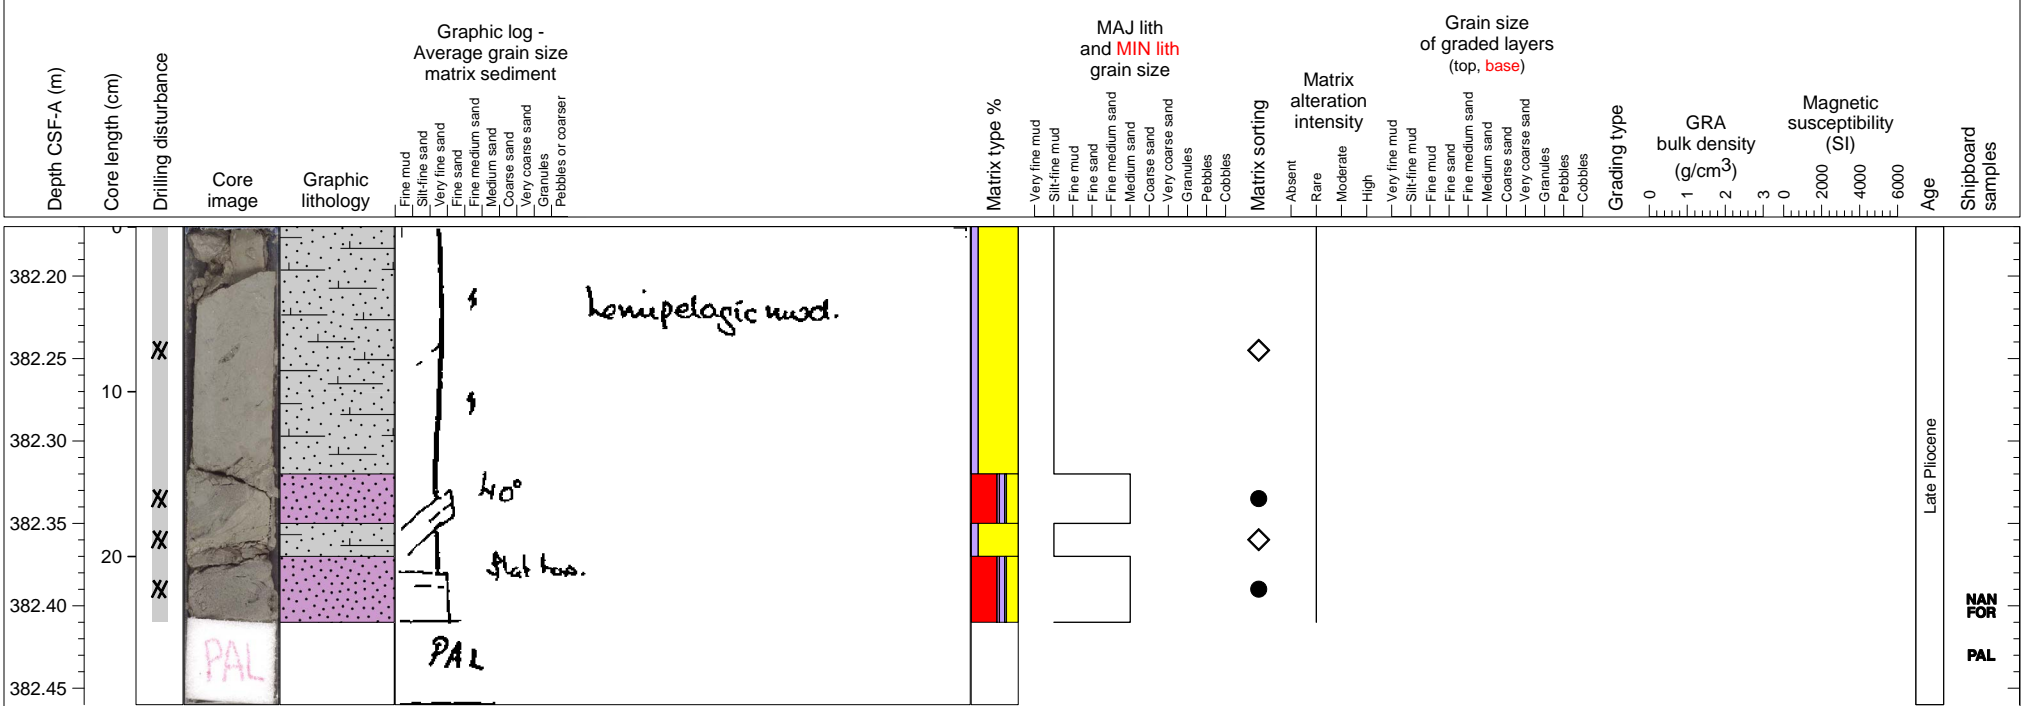 Depth CSF-A (m)
Core length (cm)
Drilling disturbance
Core
image
Graphic
lithology
Graphic log -
Average grain size
matrix sediment
Fine mud
Silt-fine sand
Very fine sand
Fine sand
Fine medium sand
Medium sand
Coarse sand
Very coarse sand
Granules
Pebbles or coarser
Matrix type %
MAJ lith
and MIN lith
grain size
Very fine mud
Silt-fine mud
Fine mud
Fine sand
Fine medium sand
Medium sand
Coarse sand
Very coarse sand
Granules
Pebbles
Cobbles
Matrix sorting
Matrix
alteration
intensity
Absent
Rare
Moderate
High
Grain size
of graded layers
(top, base)
Very fine mud
Silt-fine mud
Fine mud
Fine sand
Fine medium sand
Medium sand
Coarse sand
Very coarse sand
Granules
Pebbles
Cobbles
Grading type
GRA
bulk density
(g/cm3)
0 1 2 3
Magnetic
susceptibility
(SI)
0 2000 4000 6000
Age
Shipboard
samples
0
382.20
hemipelagic mud.
382.25
10
382.30
40°
382.35
20
flat
382.40
382.45
PAL
PAL
Late Pliocene
NAN
FOR
PAL